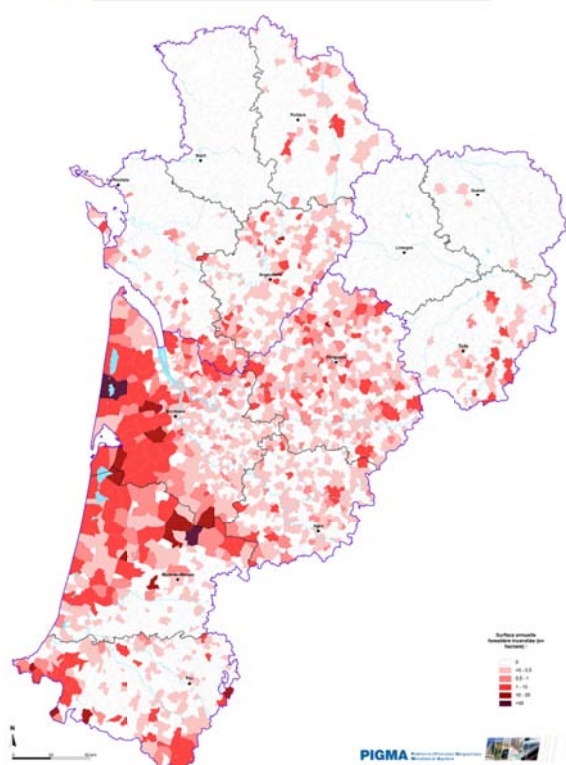 Poitiers
Niort
La Rochelle
Guéret
Limoges
Angoulême
Tulle
Périgueux
Bordeaux
Agen
Mont-de-Marsan
Pau
Surface annuelle
forestière incendiée (en
hectare) :
0
>0 - 0,5
0,5 - 1
1 - 10
10 - 50
>50
N
PIGMA